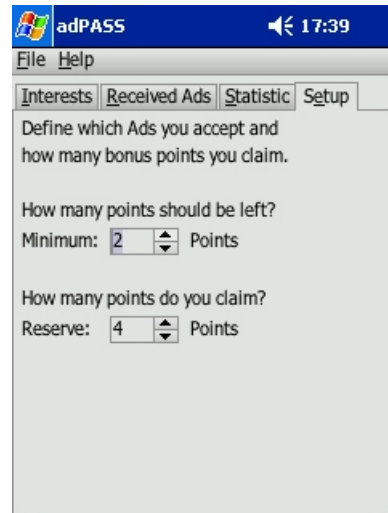 adPASS 17:39
File Help
Interests Received Ads Statistic Setup
Define which Ads you accept and
how many bonus points you claim.
How many points should be left?
Minimum: 2 Points
How many points do you claim?
Reserve: 4 Points